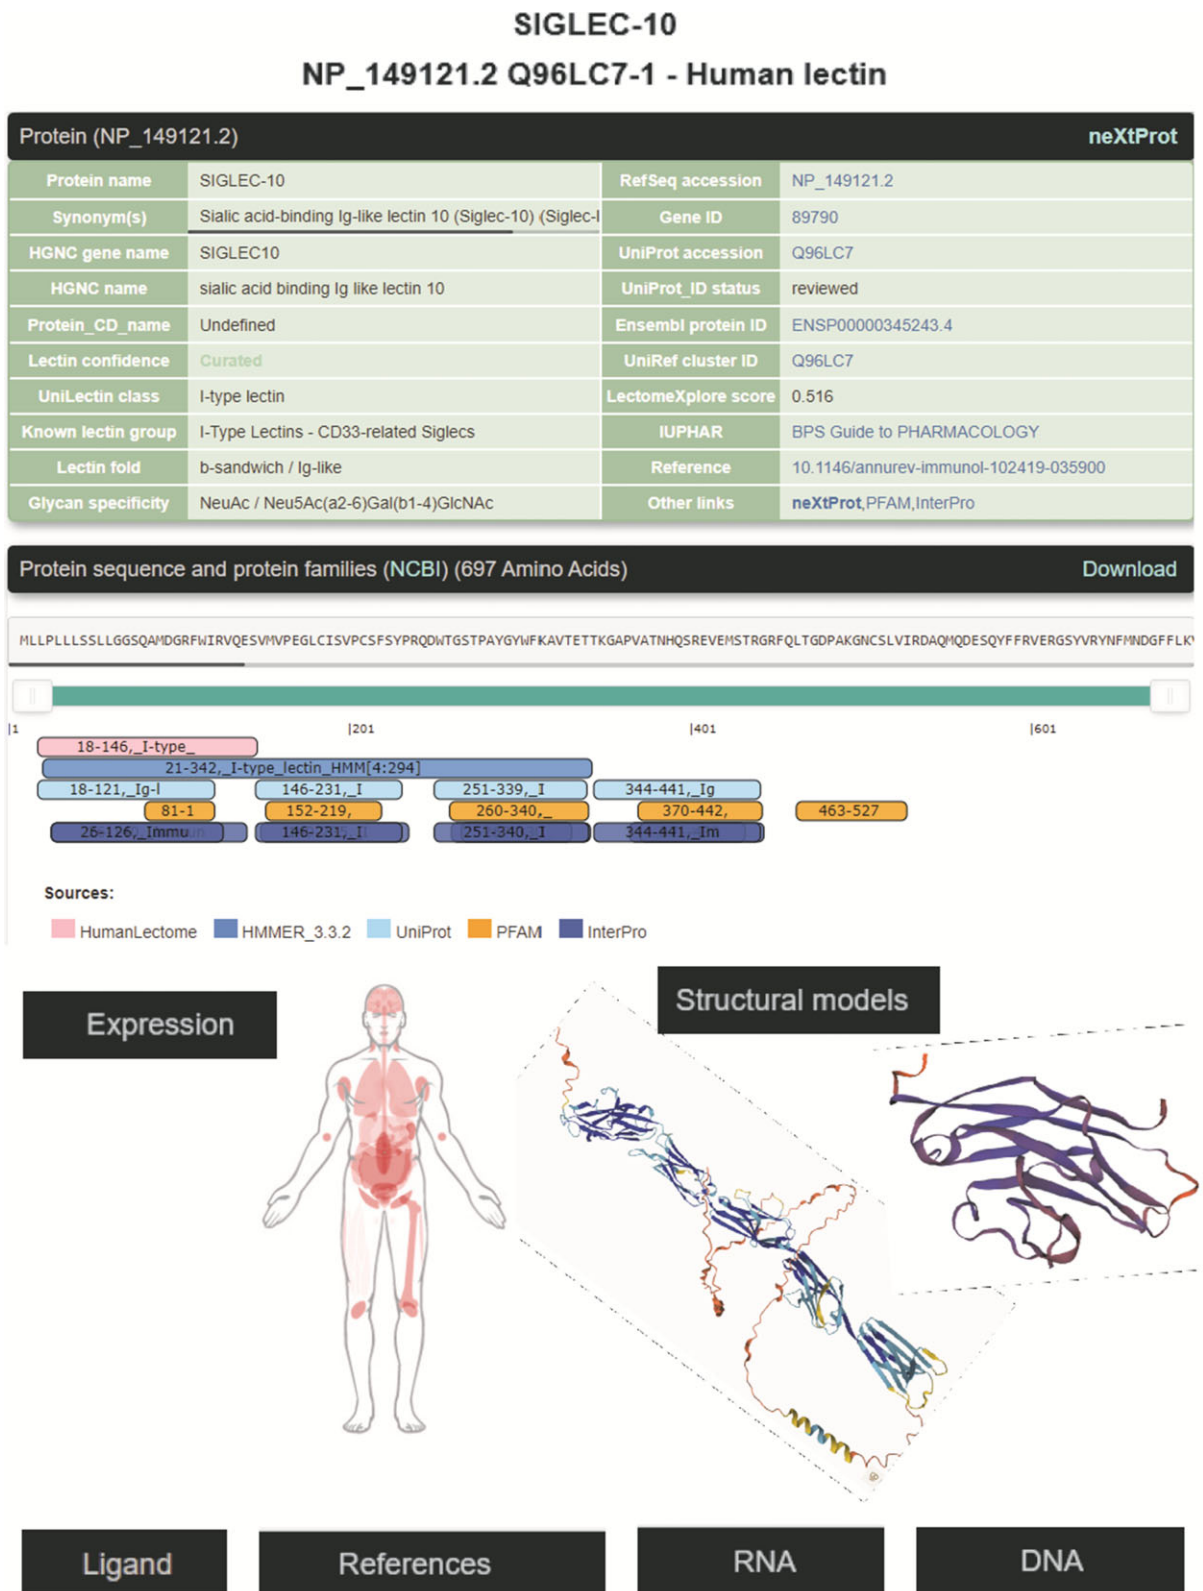 SIGLEC-10
NP_149121.2 Q96LC7-1 - Human lectin
Protein (NP_149121.2) neXtProt
Protein name SIGLEC-10 RefSeq accession NP_149121.2
Synonym(s) Sialic acid-binding Ig-like lectin 10 (Siglec-10) (Siglec-l Gene ID 89790
HGNC gene name SIGLEC10 UniProt accession Q96LC7
HGNC name sialic acid binding Ig like lectin 10 UniProt_ID status reviewed
Protein_CD_name Undefined Ensembl protein ID ENSP00000345243.4
Lectin confidence Curated UniRef cluster ID Q96LC7
UniLectin class I-type lectin LectomeXplore score 0.516
Known lectin group I-Type Lectins - CD33-related Siglecs IUPHAR BPS Guide to PHARMACOLOGY
Lectin fold b-sandwich / Ig-like Reference 10.1146/annurev-immunol-102419-035900
Glycan specificity NeuAc / Neu5Ac(a2-6)Gal(b1-4)GlcNAc Other links neXtProt,PFAM,InterPro
Protein sequence and protein families (NCBI) (697 Amino Acids) Download
MLLPLLLSSLLGGSQAMDGRFWIRVQESVMVPEGLCISVPCSFSYPRQDWTGSTPAYGYWFKAVTETTKGAPVATNHQSREVEMSTRGRFQLTGDPAKGNCSLVIRDAQMQDESQYFFRVERGSYVRYNFMNDGFFLK
|1 |201 |401 |601
18-146,_I-type_
21-342,_I-type_lectin_HMM[4:294]
18-121,_Ig-l 146-231,_I 251-339,_I 344-441,_Ig
81-1 152-219, 260-340,_ 370-442, 463-527
26-126,_Immun 146-231,_I 251-340,_I 344-441,_Im
Sources:
HumanLectome HMMER_3.3.2 UniProt PFAM InterPro
Expression
Structural models
Ligand References RNA DNA